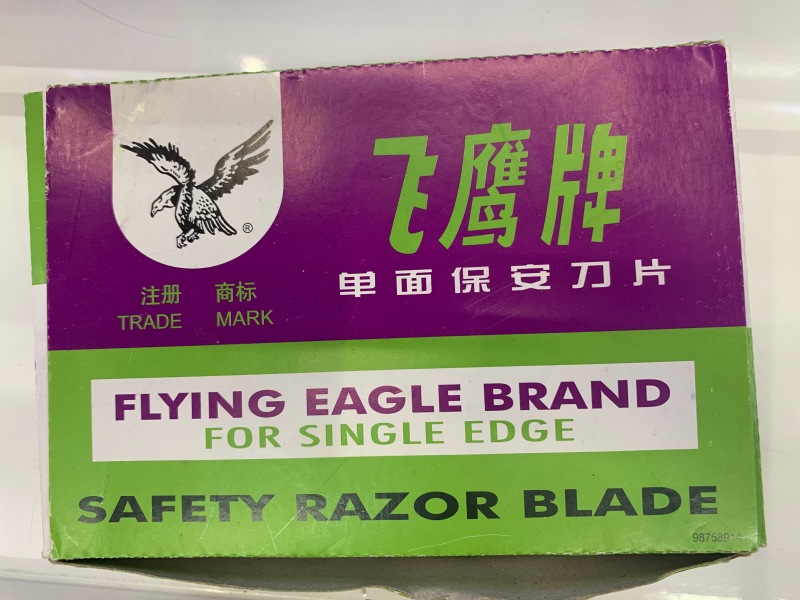 飞鹰牌
单面保安刀片
®
注册 商标
TRADE MARK
FLYING EAGLE BRAND
FOR SINGLE EDGE
SAFETY RAZOR BLADE
98758914